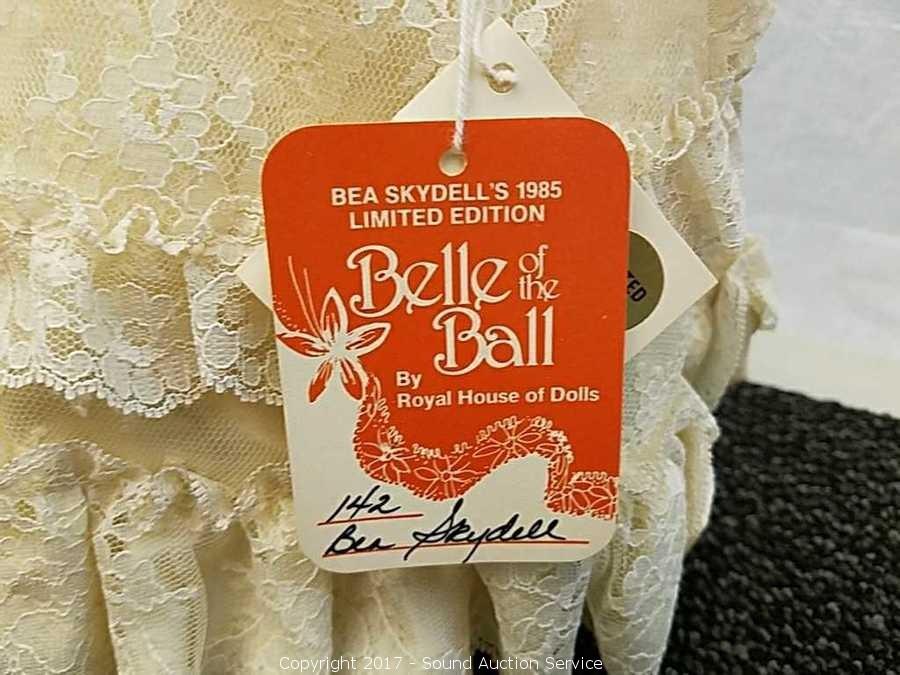 BEA SKYDELL'S 1985
LIMITED EDITION
Belle of the
Ball
By
Royal House of Dolls
142
Bea Skydell
Copyright 2017 - Sound Auction Service